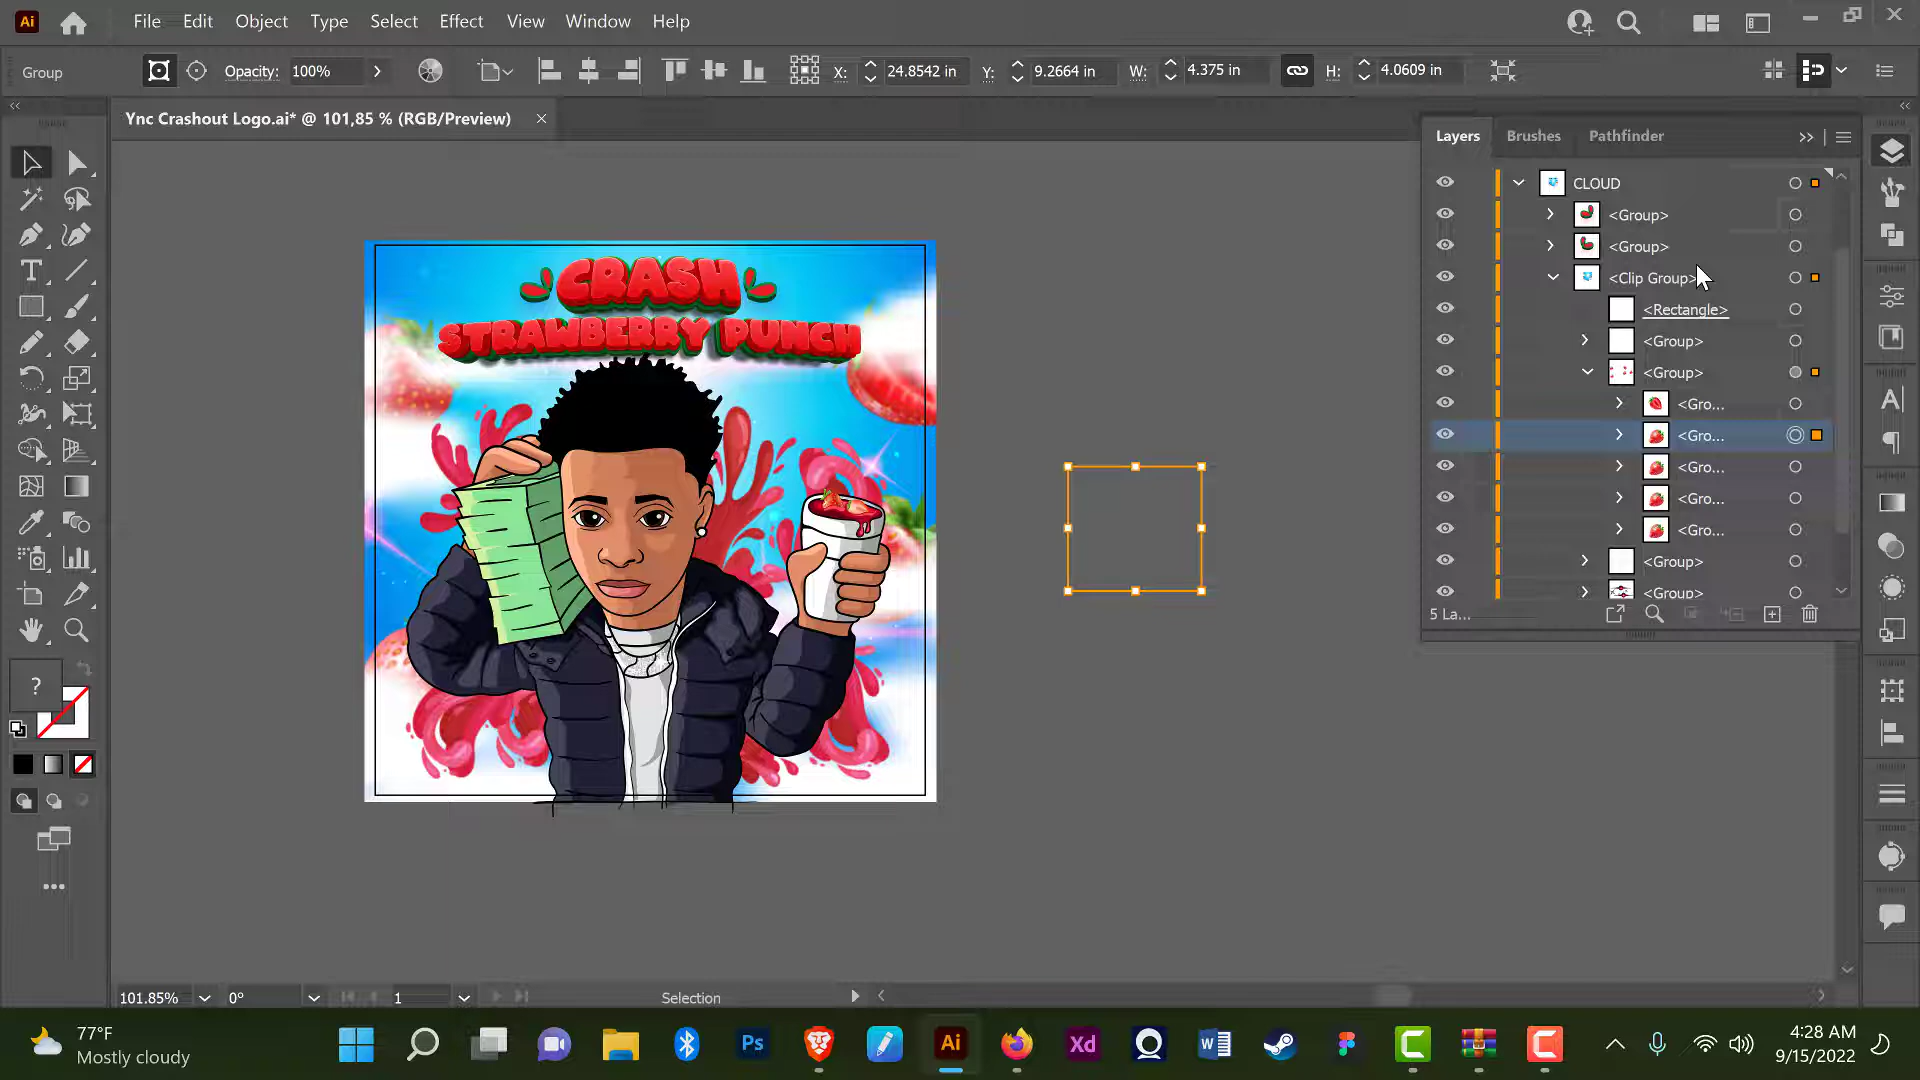 Ai File Edit Object Type Select Effect View Window Help
Group Opacity: 100% X: 24.8542 in Y: 9.2664 in W: 4.375 in H: 4.0609 in
Ync Crashout Logo.ai* @ 101,85 % (RGB/Preview)
Layers Brushes Pathfinder
CLOUD
<Group>
<Group>
<Clip Group>
<Rectangle>
<Group>
<Group>
<Gro...
<Gro...
<Gro...
<Gro...
<Gro...
<Group>
<Group>
5 La...
CRASH
STRAWBERRY PUNCH
?
101.85% 0° 1 Selection
77°F
Mostly cloudy
Ps Ai Xd
4:28 AM
9/15/2022